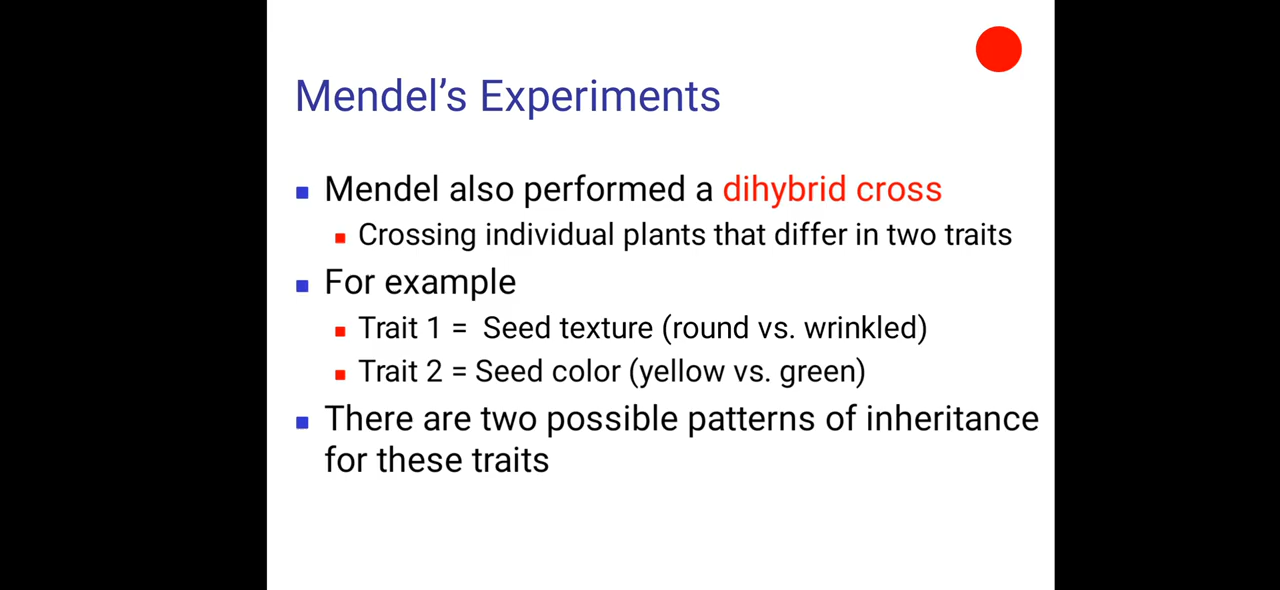 Mendel’s Experiments
Mendel also performed a dihybrid cross
Crossing individual plants that differ in two traits
For example
Trait 1 = Seed texture (round vs. wrinkled)
Trait 2 = Seed color (yellow vs. green)
There are two possible patterns of inheritance
for these traits